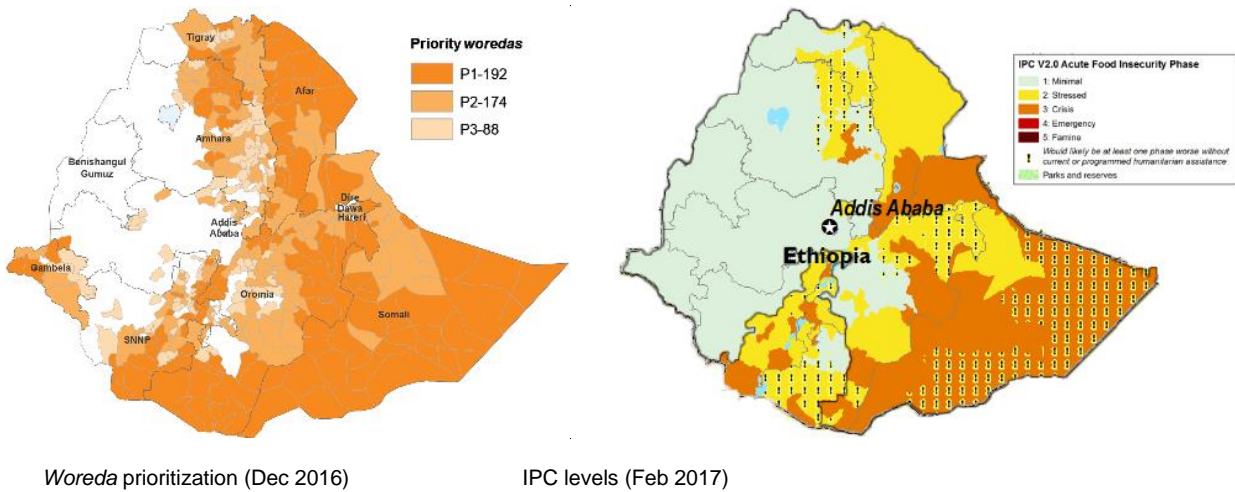 Priority woredas
P1-192
P2-174
P3-88
Tigray
Afar
Amhara
Benishangul
Gumuz
Dire
Dawa
Hareri
Addis
Ababa
Gambela
Oromia
Somali
SNNP
Woreda prioritization (Dec 2016)
IPC V2.0 Acute Food Insecurity Phase
1: Minimal
2: Stressed
3: Crisis
4: Emergency
5: Famine
Would likely be at least one phase worse without
current or programmed humanitarian assistance
Parks and reserves
Addis Ababa
Ethiopia
IPC levels (Feb 2017)